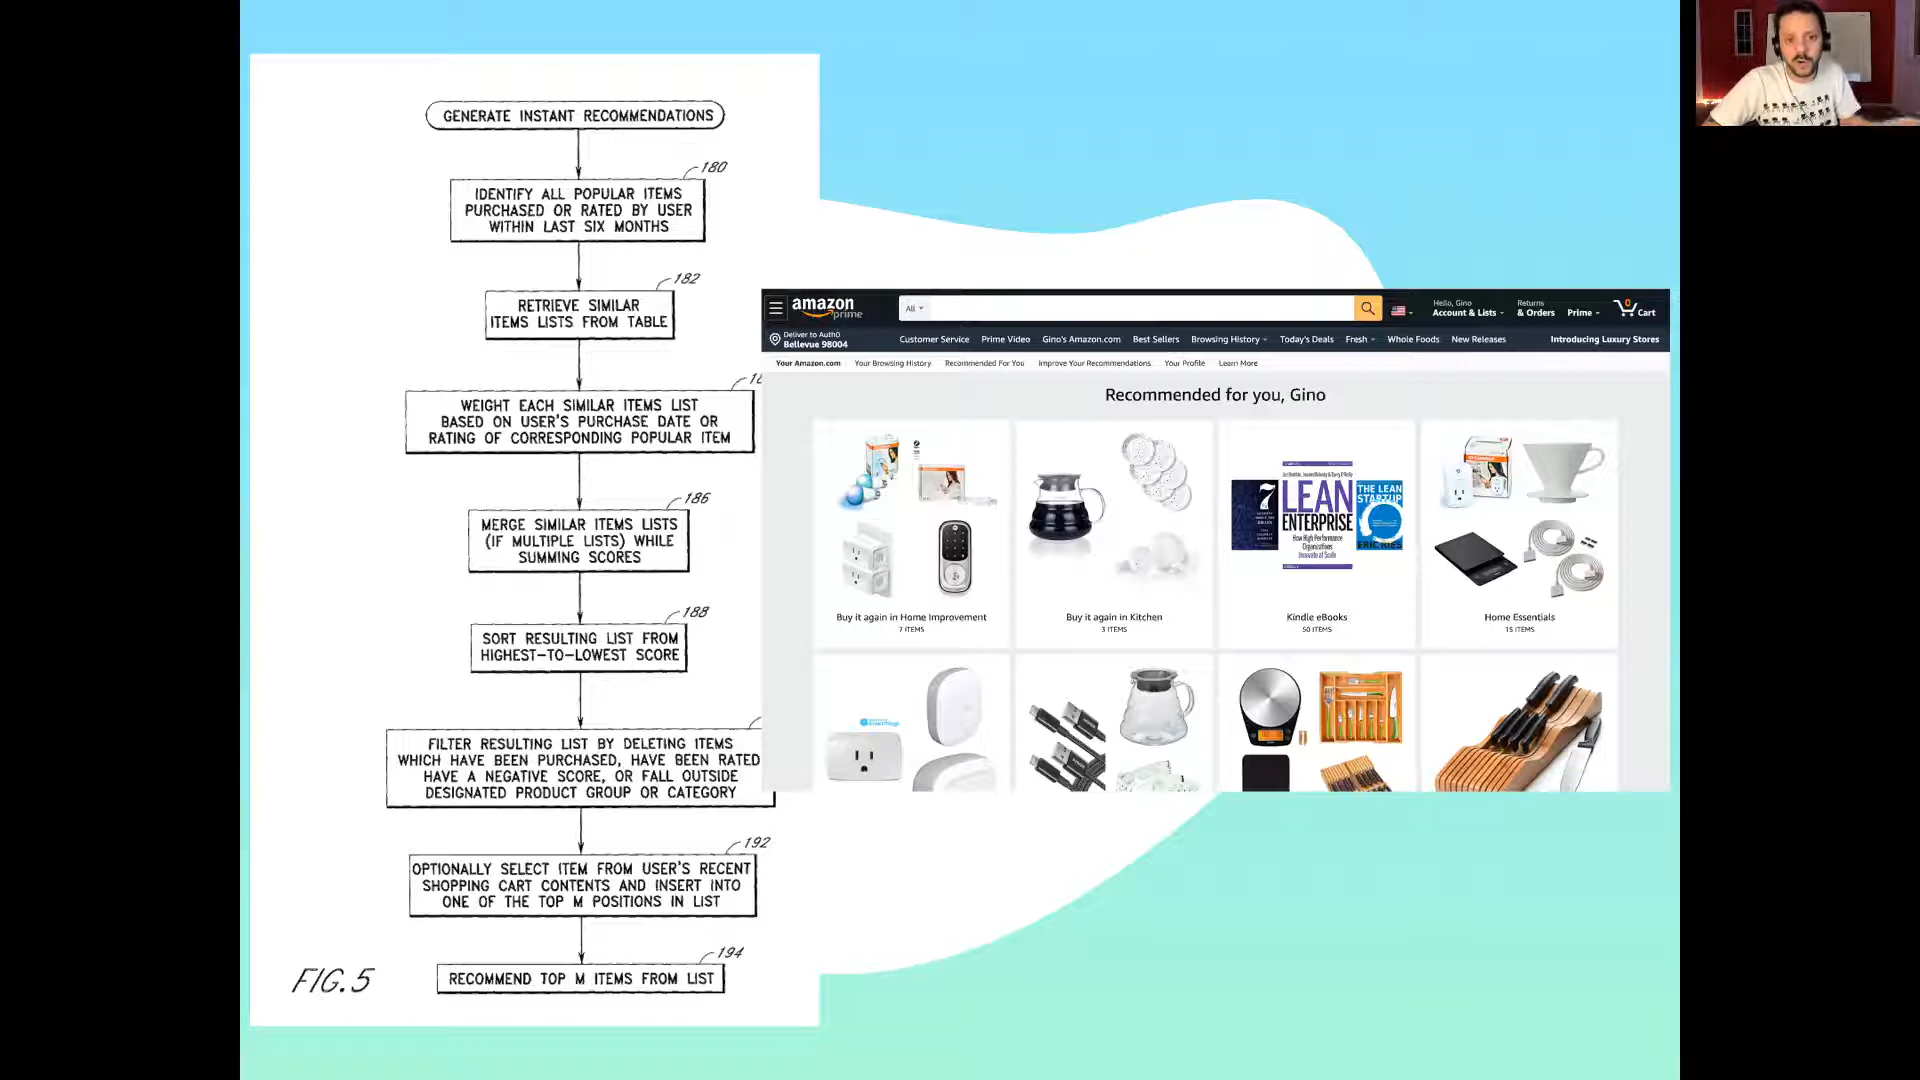 GENERATE INSTANT RECOMMENDATIONS
180
IDENTIFY ALL POPULAR ITEMS
PURCHASED OR RATED BY USER
WITHIN LAST SIX MONTHS
182
RETRIEVE SIMILAR
ITEMS LISTS FROM TABLE
WEIGHT EACH SIMILAR ITEMS LIST
BASED ON USER'S PURCHASE DATE OR
RATING OF CORRESPONDING POPULAR ITEM
186
MERGE SIMILAR ITEMS LISTS
(IF MULTIPLE LISTS) WHILE
SUMMING SCORES
188
SORT RESULTING LIST FROM
HIGHEST-TO-LOWEST SCORE
FILTER RESULTING LIST BY DELETING ITEMS
WHICH HAVE BEEN PURCHASED, HAVE BEEN RATED
HAVE A NEGATIVE SCORE, OR FALL OUTSIDE
DESIGNATED PRODUCT GROUP OR CATEGORY
192
OPTIONALLY SELECT ITEM FROM USER'S RECENT
SHOPPING CART CONTENTS AND INSERT INTO
ONE OF THE TOP M POSITIONS IN LIST
194
RECOMMEND TOP M ITEMS FROM LIST
FIG.5
amazon prime
All
Hello, Gino
Account & Lists
Returns
& Orders
Prime
0
Cart
Deliver to Auth0
Bellevue 98004
Customer Service Prime Video Gino's Amazon.com Best Sellers Browsing History Today's Deals Fresh Whole Foods New Releases
Introducing Luxury Stores
Your Amazon.com Your Browsing History Recommended For You Improve Your Recommendations Your Profile Learn More
Recommended for you, Gino
7
LEAN
ENTERPRISE
How High Performance
Organisations
Innovate at Scale
THE LEAN
STARTUP
ERIC RIES
Buy it again in Home Improvement
7 ITEMS
Buy it again in Kitchen
3 ITEMS
Kindle eBooks
50 ITEMS
Home Essentials
15 ITEMS